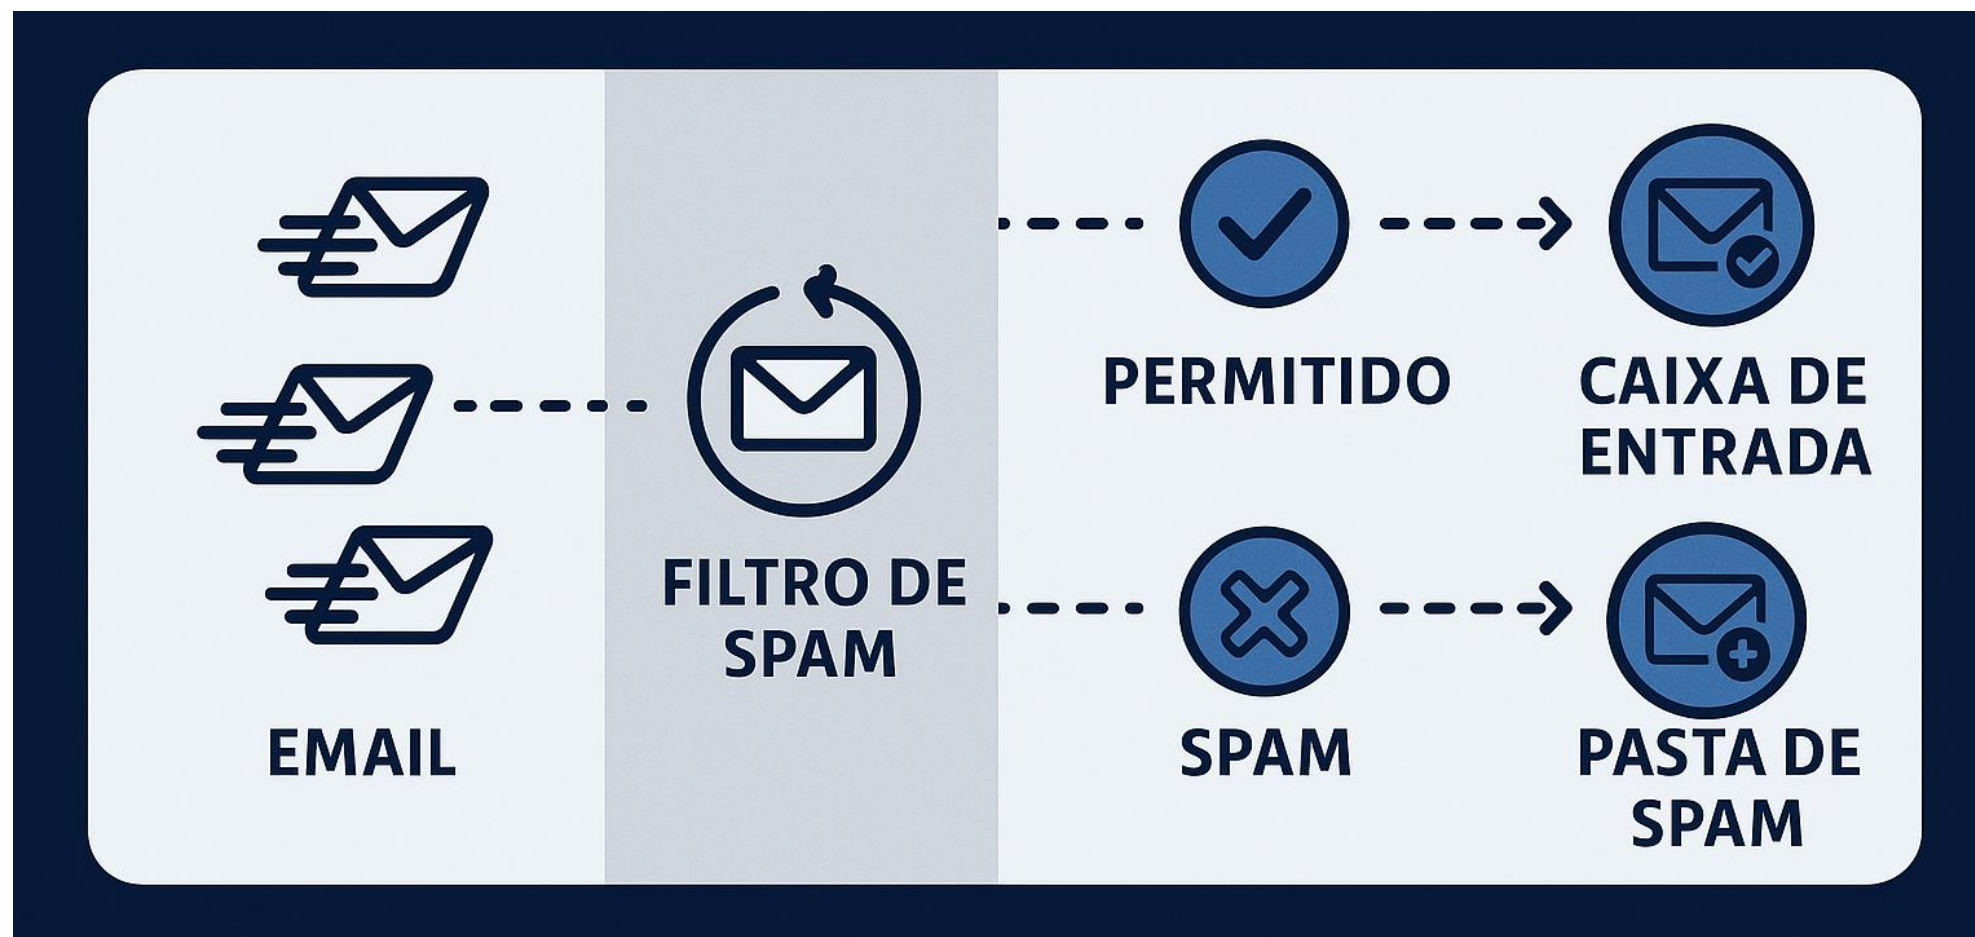 EMAIL
FILTRO DE
SPAM
PERMITIDO
CAIXA DE
ENTRADA
SPAM
PASTA DE
SPAM